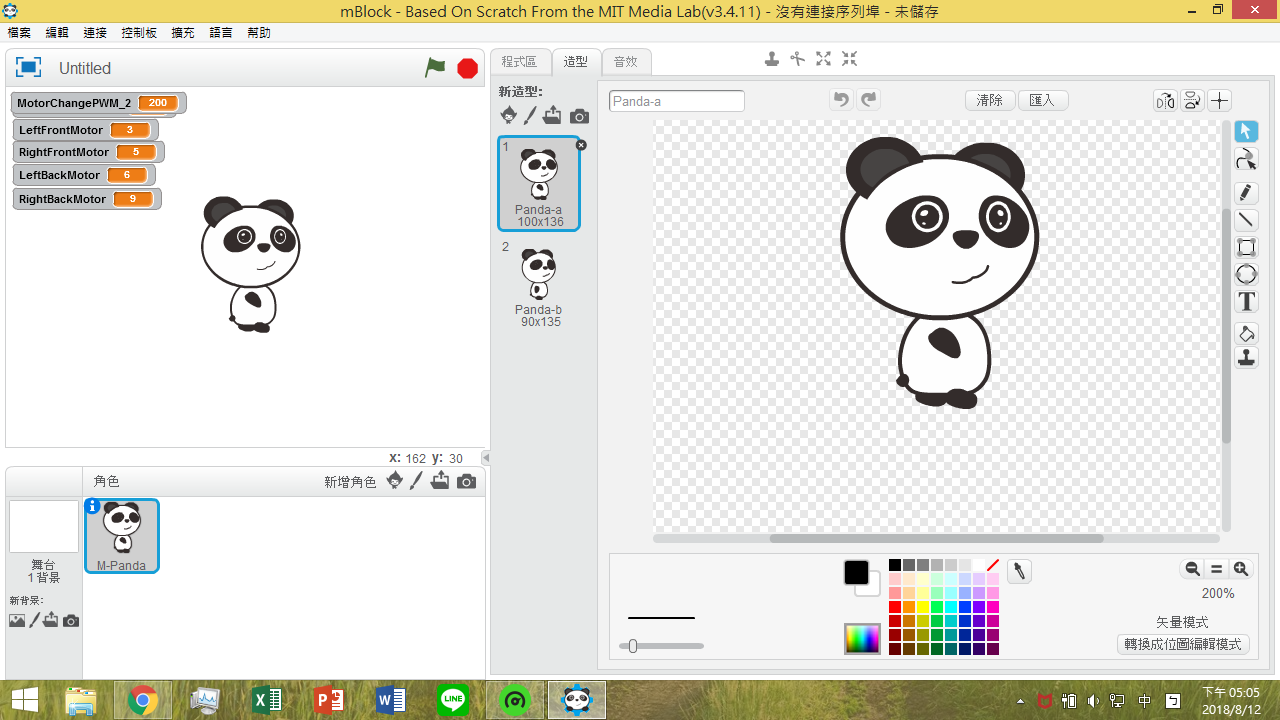 mBlock - Based On Scratch From the MIT Media Lab(v3.4.11) - 沒有連接序列埠 - 未儲存
檔案 編輯 連接 控制板 擴充 語言 幫助
Untitled
MotorChangePWM_2 200
LeftFrontMotor 3
RightFrontMotor 5
LeftBackMotor 6
RightBackMotor 9
x: 162 y: 30
角色
新增角色
舞台
1 背景
新背景:
M-Panda
程式區 造型 音效
新造型:
1
Panda-a
100x136
2
Panda-b
90x135
Panda-a
清除 匯入
T
200%
矢量模式
轉換成位圖編輯模式
LINE
中
下午 05:05
2018/8/12